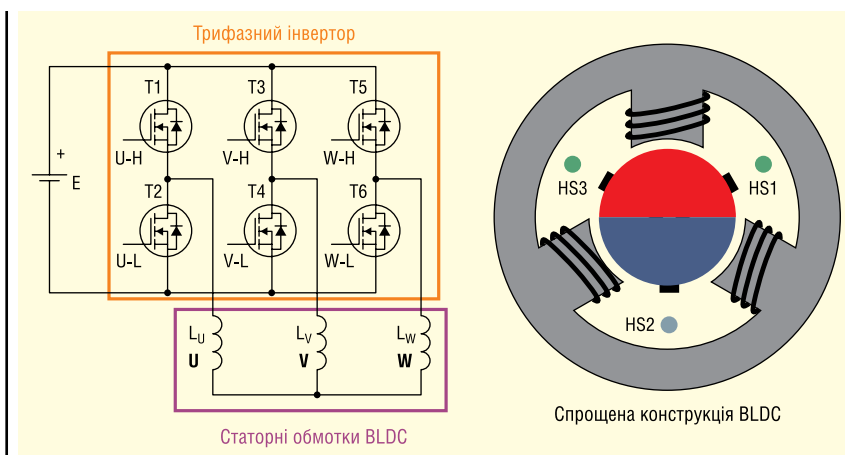 Трифазний інвертор
T1 T3 T5
U-H V-H W-H
+
E
T2 T4 T6
U-L V-L W-L
LU LV LW
U V W
Статорні обмотки BLDC
HS3 HS1
HS2
Спрощена конструкція BLDC